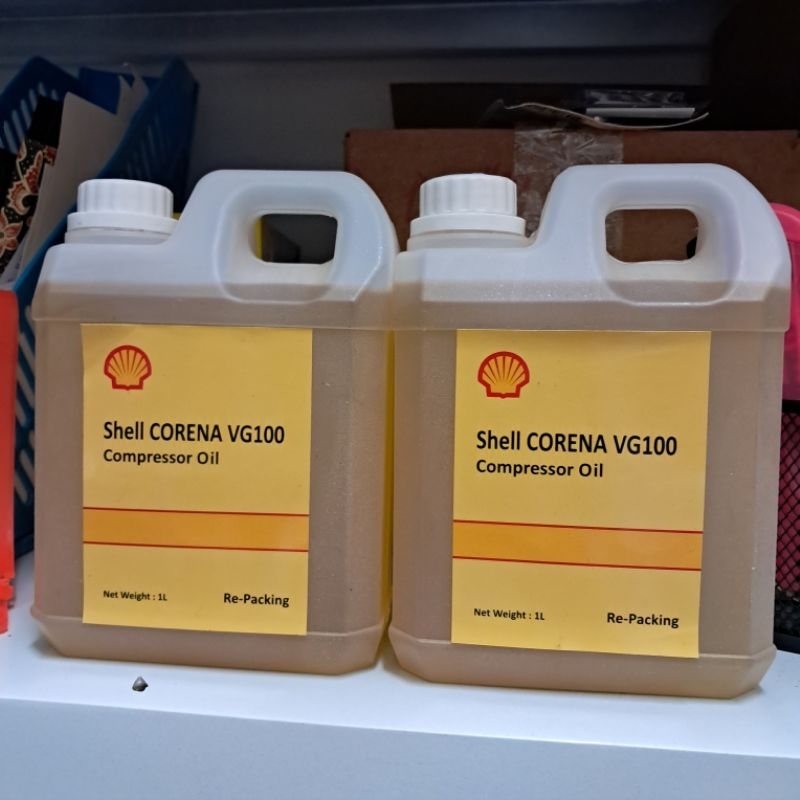 Shell CORENA VG100
Compressor Oil
Net Weight : 1L
Re-Packing
Shell CORENA VG100
Compressor Oil
Net Weight : 1L
Re-Packing